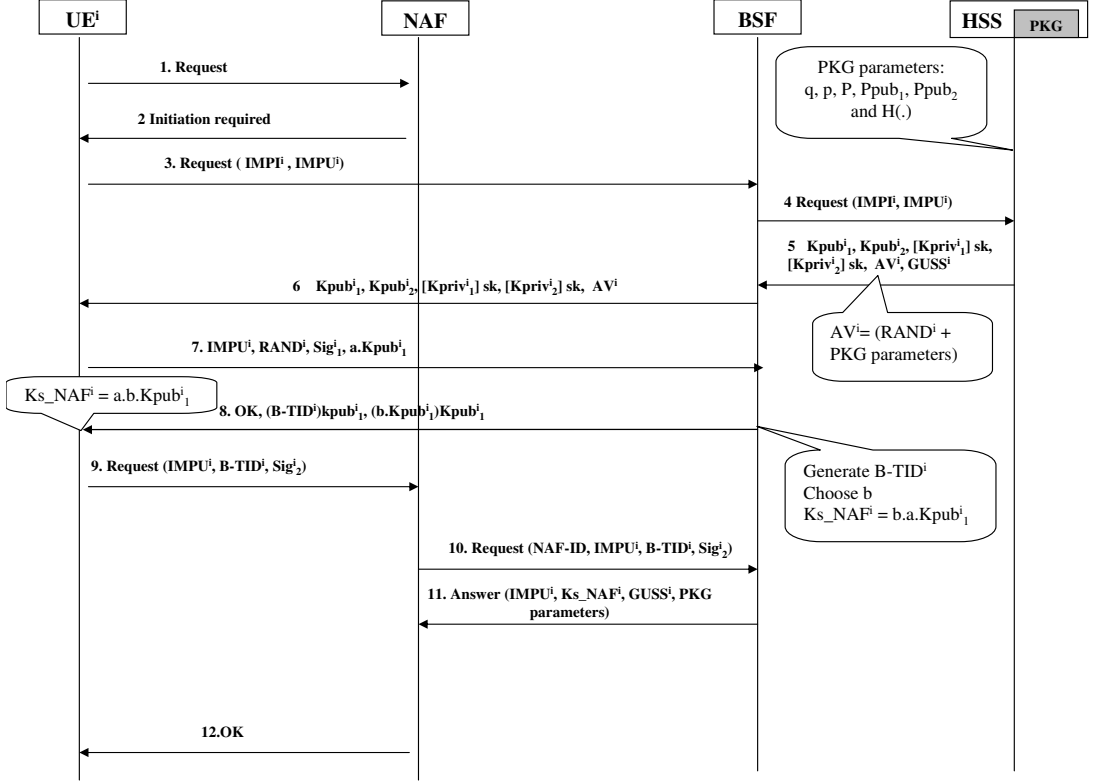 UEⁱ
NAF
BSF
HSS
PKG
1. Request
PKG parameters:
q, p, P, Ppub₁, Ppub₂
and H(.)
2 Initiation required
3. Request ( IMPIⁱ , IMPUⁱ)
4 Request (IMPIⁱ, IMPUⁱ)
5 Kpubⁱ₁, Kpubⁱ₂, [Kprivⁱ₁] sk,
[Kprivⁱ₂] sk, AVⁱ, GUSSⁱ
6 Kpubⁱ₁, Kpubⁱ₂, [Kprivⁱ₁] sk, [Kprivⁱ₂] sk, AVⁱ
AVⁱ= (RANDⁱ +
PKG parameters)
7. IMPUⁱ, RANDⁱ, Sigⁱ₁, a.Kpubⁱ₁
Ks_NAFⁱ = a.b.Kpubⁱ₁
8. OK, (B-TIDⁱ)kpubⁱ₁, (b.Kpubⁱ₁)Kpubⁱ₁
9. Request (IMPUⁱ, B-TIDⁱ, Sigⁱ₂)
Generate B-TIDⁱ
Choose b
Ks_NAFⁱ = b.a.Kpubⁱ₁
10. Request (NAF-ID, IMPUⁱ, B-TIDⁱ, Sigⁱ₂)
11. Answer (IMPUⁱ, Ks_NAFⁱ, GUSSⁱ, PKG
parameters)
12.OK